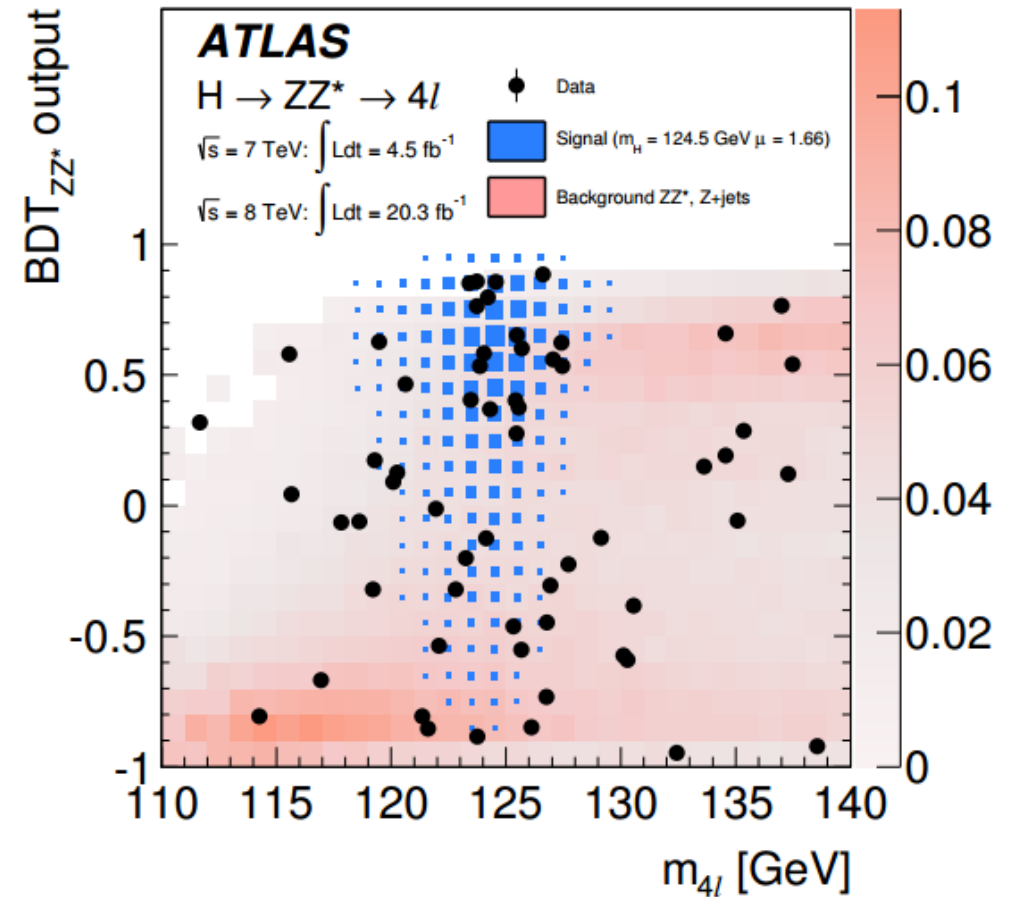 ATLAS
H → ZZ* → 4l
√s = 7 TeV: ∫ Ldt = 4.5 fb⁻¹
√s = 8 TeV: ∫ Ldt = 20.3 fb⁻¹
Data
Signal (m_H = 124.5 GeV μ = 1.66)
Background ZZ*, Z+jets
BDT_ZZ* output
1
0.5
0
-0.5
-1
110 115 120 125 130 135 140
m_4l [GeV]
0.1
0.08
0.06
0.04
0.02
0